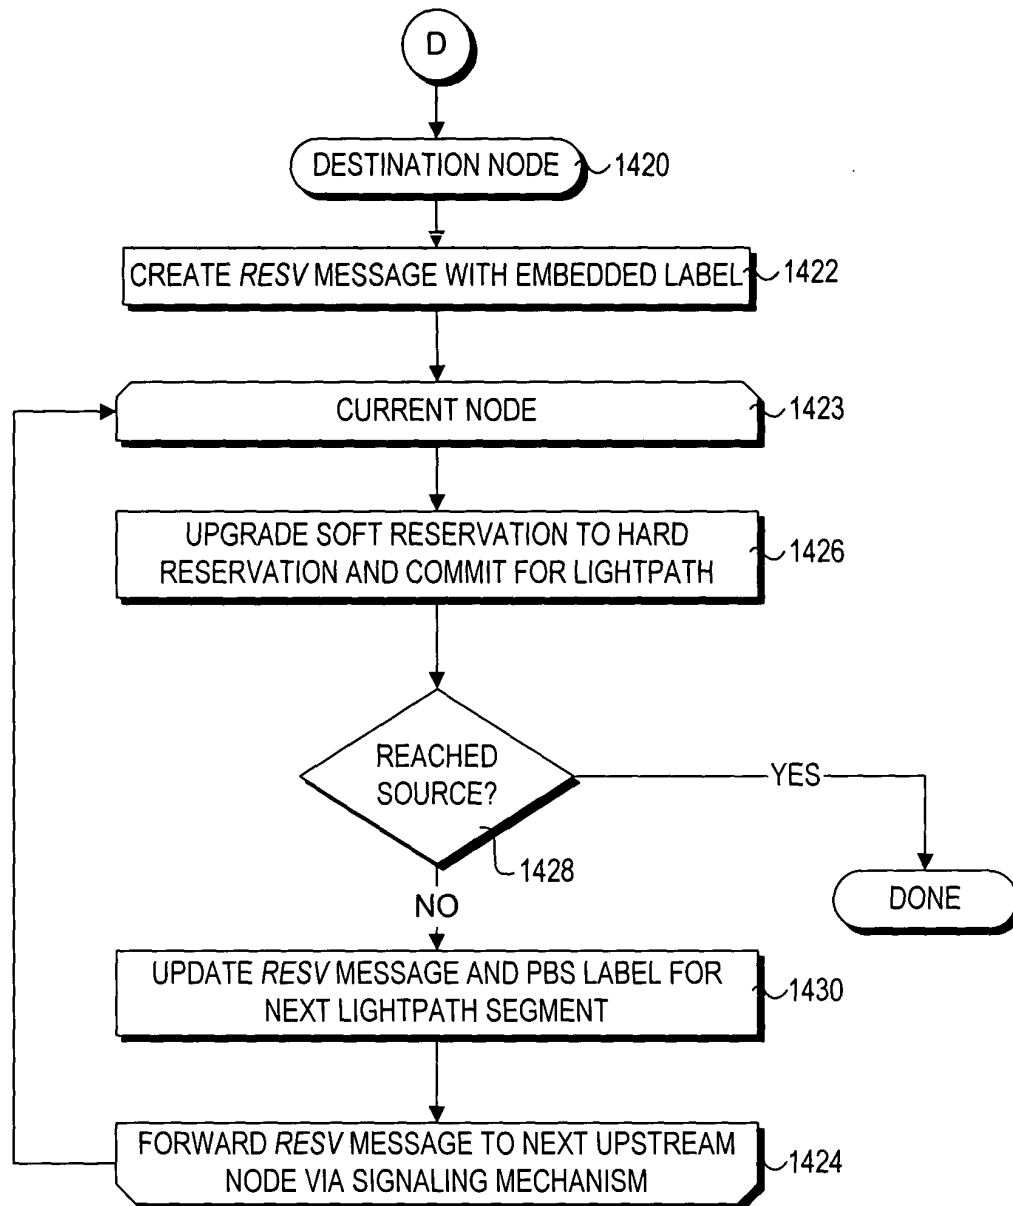 D
DESTINATION NODE
1420
CREATE RESV MESSAGE WITH EMBEDDED LABEL
1422
CURRENT NODE
1423
UPGRADE SOFT RESERVATION TO HARD
RESERVATION AND COMMIT FOR LIGHTPATH
1426
REACHED
SOURCE?
YES
1428
DONE
NO
UPDATE RESV MESSAGE AND PBS LABEL FOR
NEXT LIGHTPATH SEGMENT
1430
FORWARD RESV MESSAGE TO NEXT UPSTREAM
NODE VIA SIGNALING MECHANISM
1424